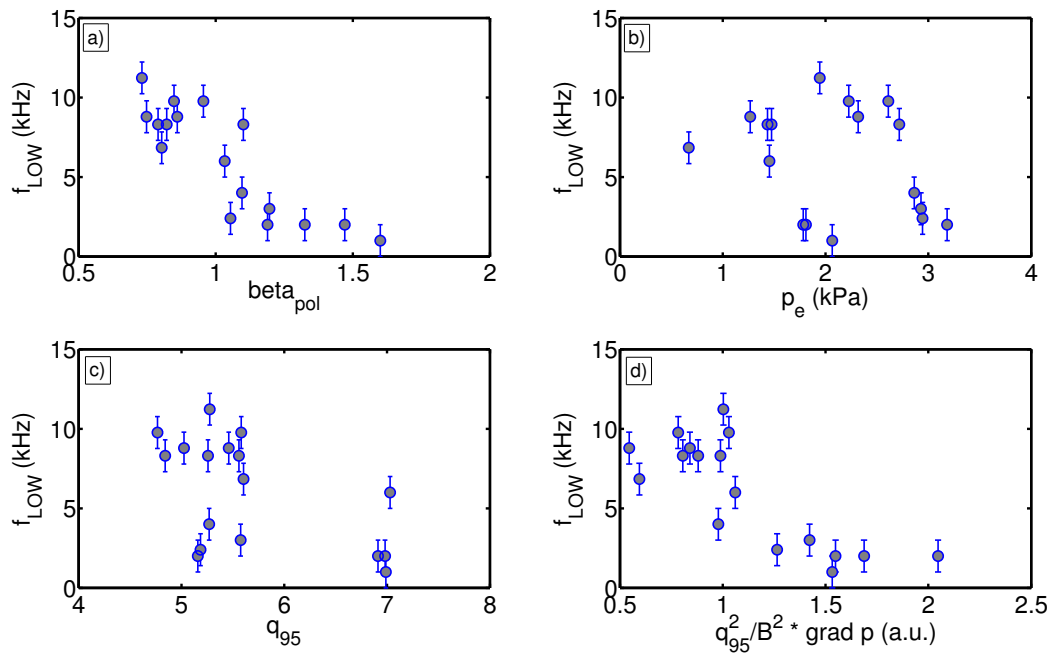 a)
15
10
5
0
f_LOW (kHz)
0.5 1 1.5 2
beta_pol
b)
15
10
5
0
f_LOW (kHz)
0 1 2 3 4
p_e (kPa)
c)
15
10
5
0
f_LOW (kHz)
4 5 6 7 8
q_95
d)
15
10
5
0
f_LOW (kHz)
0.5 1 1.5 2 2.5
q_95^2/B^2 * grad p (a.u.)